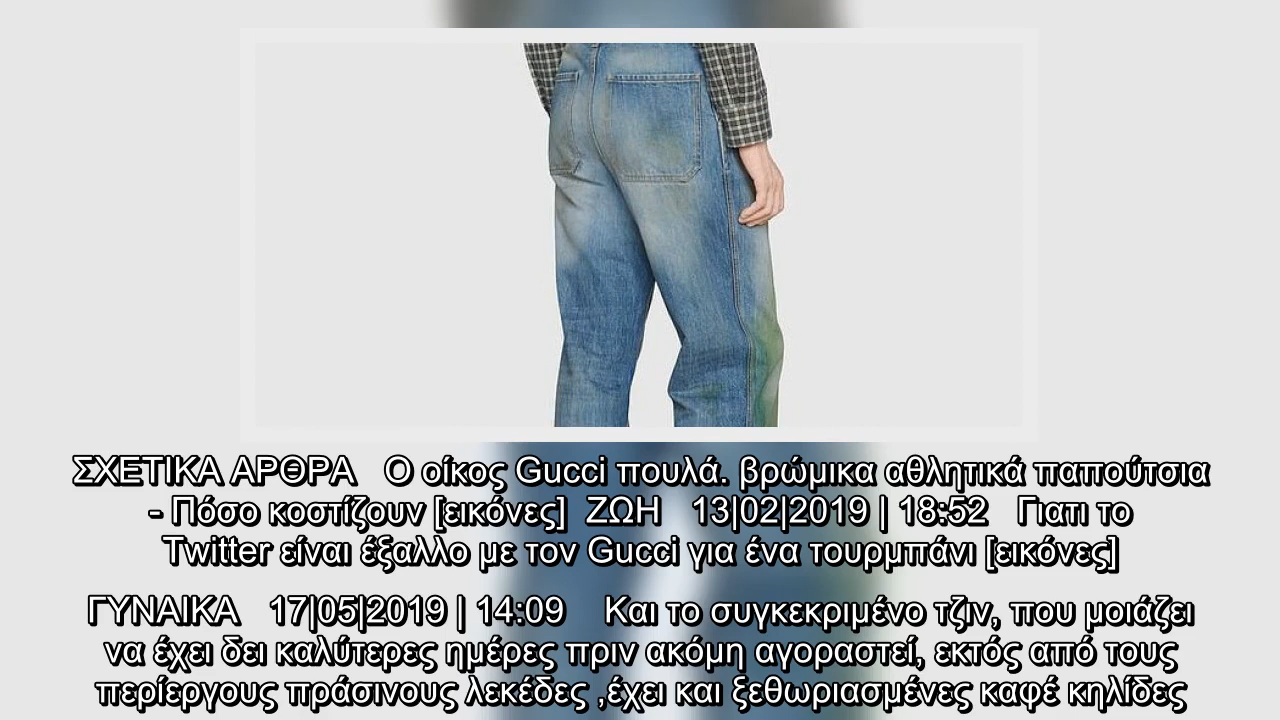 ΣΧΕΤΙΚΑ ΑΡΘΡΑ Ο οίκος Gucci πουλά. βρώμικα αθλητικά παπούτσια
- Πόσο κοστίζουν [εικόνες] ΖΩΗ 13|02|2019 | 18:52 Γιατι το
Twitter είναι έξαλλο με τον Gucci για ένα τουρμπάνι [εικόνες]
ΓΥΝΑΙΚΑ 17|05|2019 | 14:09 Και το συγκεκριμένο τζιν, που μοιάζει
να έχει δει καλύτερες ημέρες πριν ακόμη αγοραστεί, εκτός από τους
περίεργους πράσινους λεκέδες ,έχει και ξεθωριασμένες καφέ κηλίδες